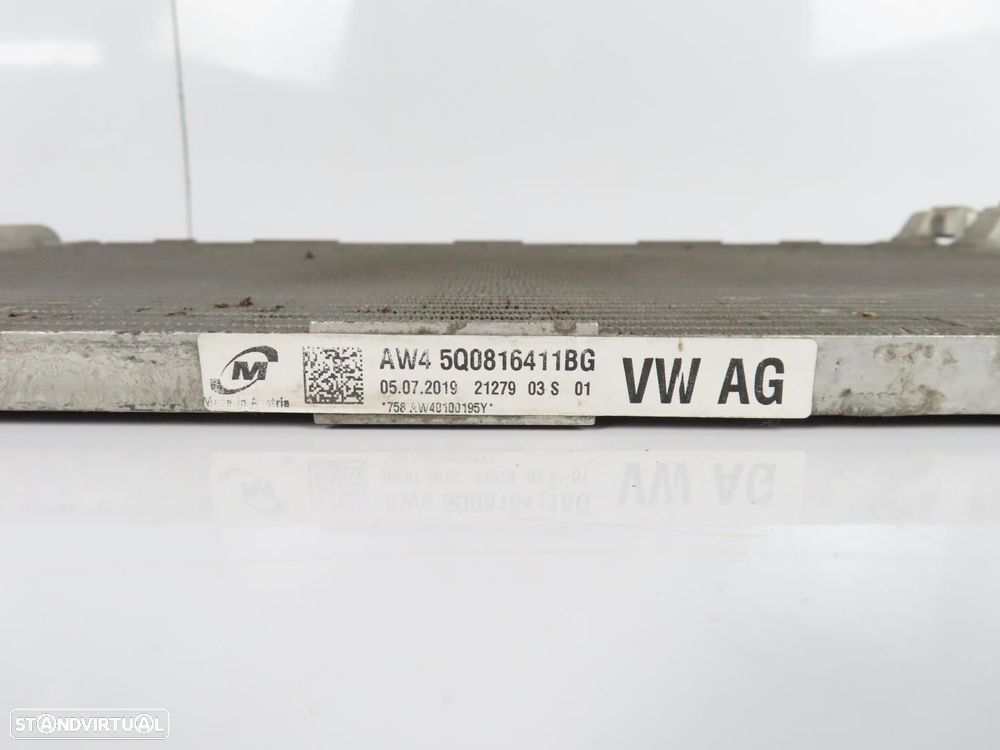 M
Made in Austria
AW4 5Q0816411BG
05.07.2019 21279 03 S 01
*758 AW40100195Y*
VW AG
STANDVIRTUAL